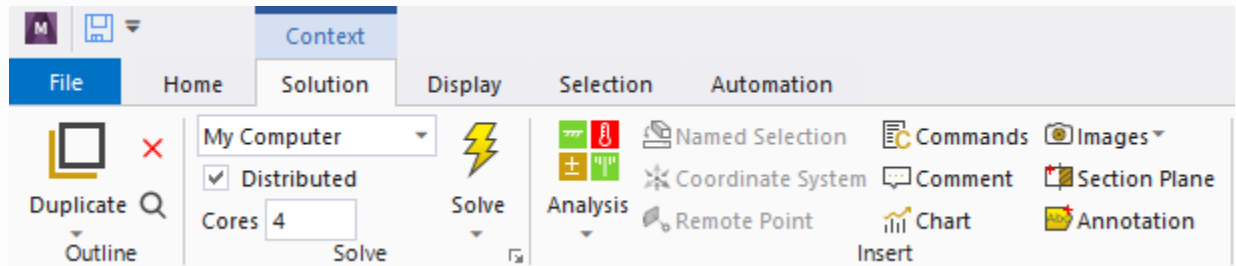 M
Context
File Home Solution Display Selection Automation
My Computer Named Selection Commands Images
Distributed Coordinate System Comment Section Plane
Duplicate Cores 4 Solve Analysis Remote Point Chart Annotation
Outline Solve Insert